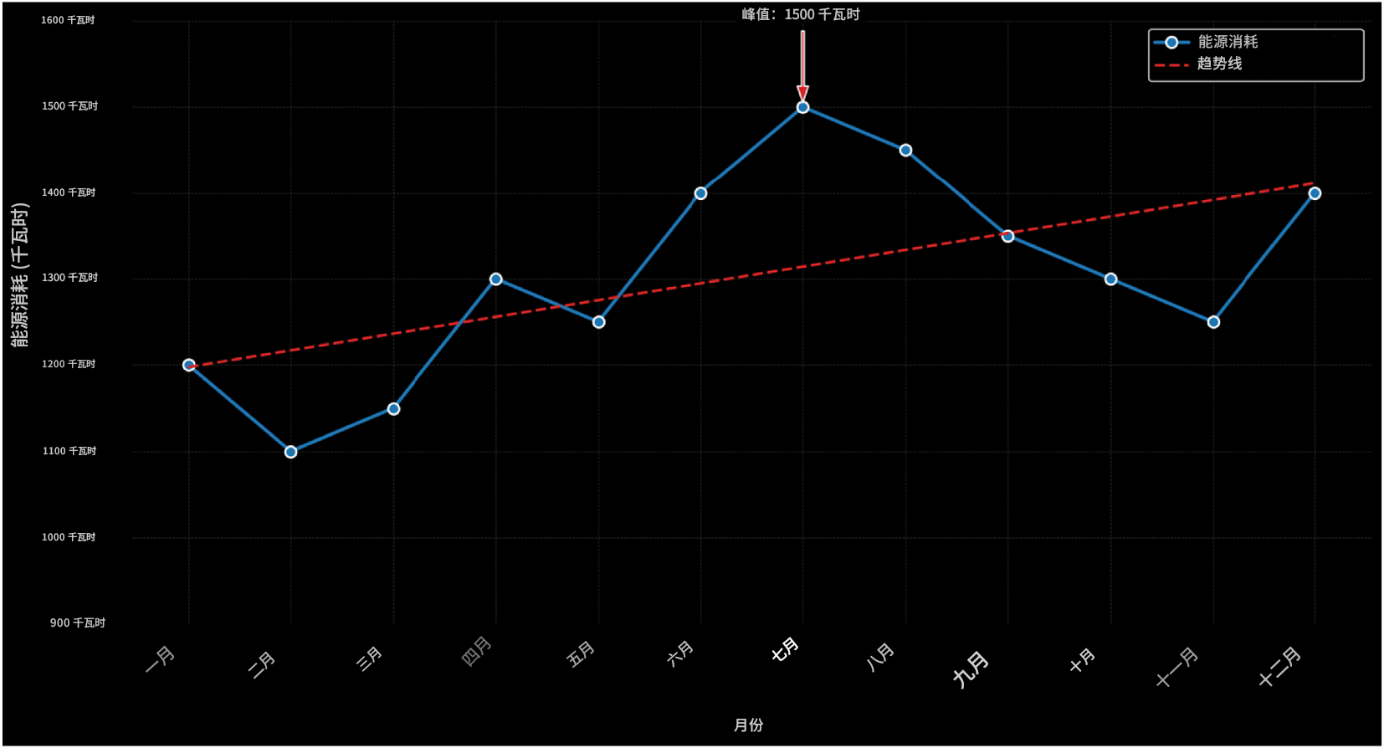 峰值：1500 千瓦时
能源消耗
趋势线
1600 千瓦时
1500 千瓦时
1400 千瓦时
1300 千瓦时
1200 千瓦时
1100 千瓦时
1000 千瓦时
900 千瓦时
能源消耗 (千瓦时)
一月
二月
三月
四月
五月
六月
七月
八月
九月
十月
十一月
十二月
月份